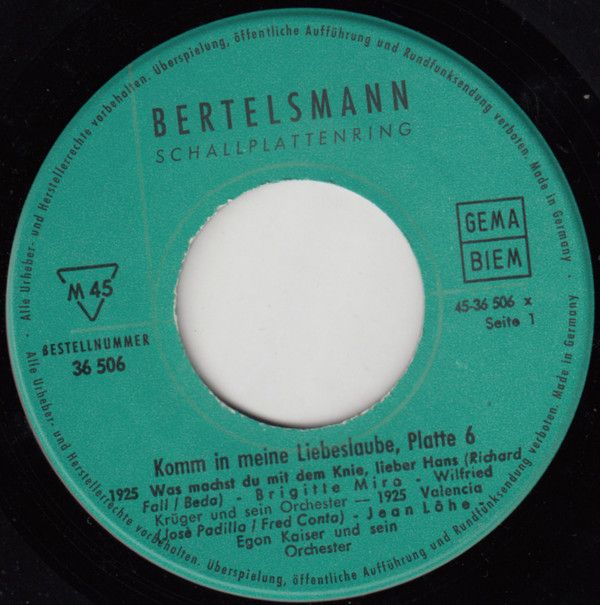 · Alle Urheber- und Herstellerrechte vorbehalten. Überspielung, öffentliche Aufführung und Rundfunksendung verboten. Made in Germany ·
BERTELSMANN
SCHALLPLATTENRING
GEMA
BIEM
M 45
45-36 506 x
Seite 1
BESTELLNUMMER
36 506
Komm in meine Liebeslaube, Platte 6
1925 Was machst du mit dem Knie, lieber Hans (Richard
Fall / Beda) - Brigitte Mira - Wilfried
Krüger und sein Orchester — 1925 Valencia
(José Padilla / Fred Conta) - Jean Löhe -
Egon Kaiser und sein
Orchester
· Alle Urheber- und Herstellerrechte vorbehalten. Überspielung, öffentliche Aufführung und Rundfunksendung verboten. Made in Germany ·